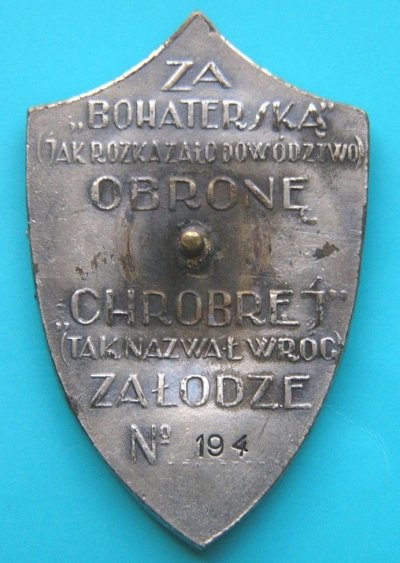 ZA
„BOHATERSKĄ"
(JAK ROZKAZAŁO DOWÓDZTWO)
OBRONĘ
„CHROBREJ"
(TAK NAZWAŁ WRÓG)
ZAŁODZE
Nº 194